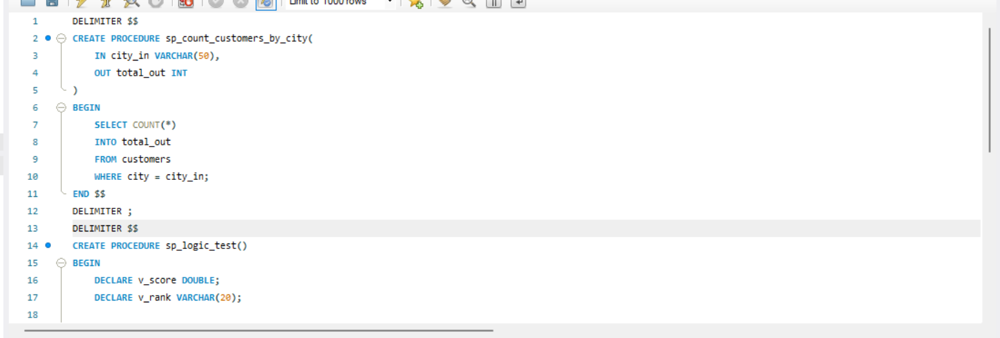 Limit to 1000 rows
1 DELIMITER $$
2 CREATE PROCEDURE sp_count_customers_by_city(
3 IN city_in VARCHAR(50),
4 OUT total_out INT
5 )
6 BEGIN
7 SELECT COUNT(*)
8 INTO total_out
9 FROM customers
10 WHERE city = city_in;
11 END $$
12 DELIMITER ;
13 DELIMITER $$
14 CREATE PROCEDURE sp_logic_test()
15 BEGIN
16 DECLARE v_score DOUBLE;
17 DECLARE v_rank VARCHAR(20);
18